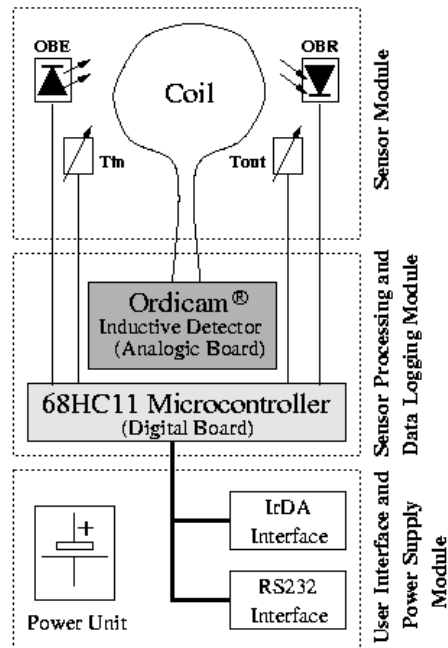 OBE
OBR
Coil
Tin
Tout
Sensor Module
Ordicam®
Inductive Detector
(Analogic Board)
68HC11 Microcontroller
(Digital Board)
Sensor Processing and
Data Logging Module
+
Power Unit
IrDA
Interface
RS232
Interface
User Interface and
Power Supply
Module